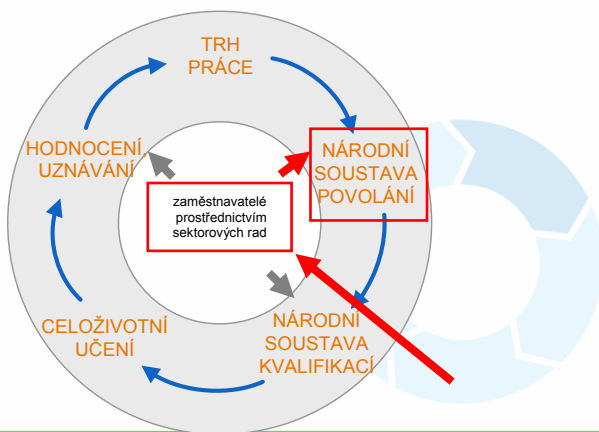 TRH
PRÁCE
HODNOCENÍ,
UZNÁVÁNÍ
NÁRODNÍ
SOUSTAVA
POVOLÁNÍ
zaměstnavatelé
prostřednictvím
sektorových rad
CELOŽIVOTNÍ
UČENÍ
NÁRODNÍ
SOUSTAVA
KVALIFIKACÍ